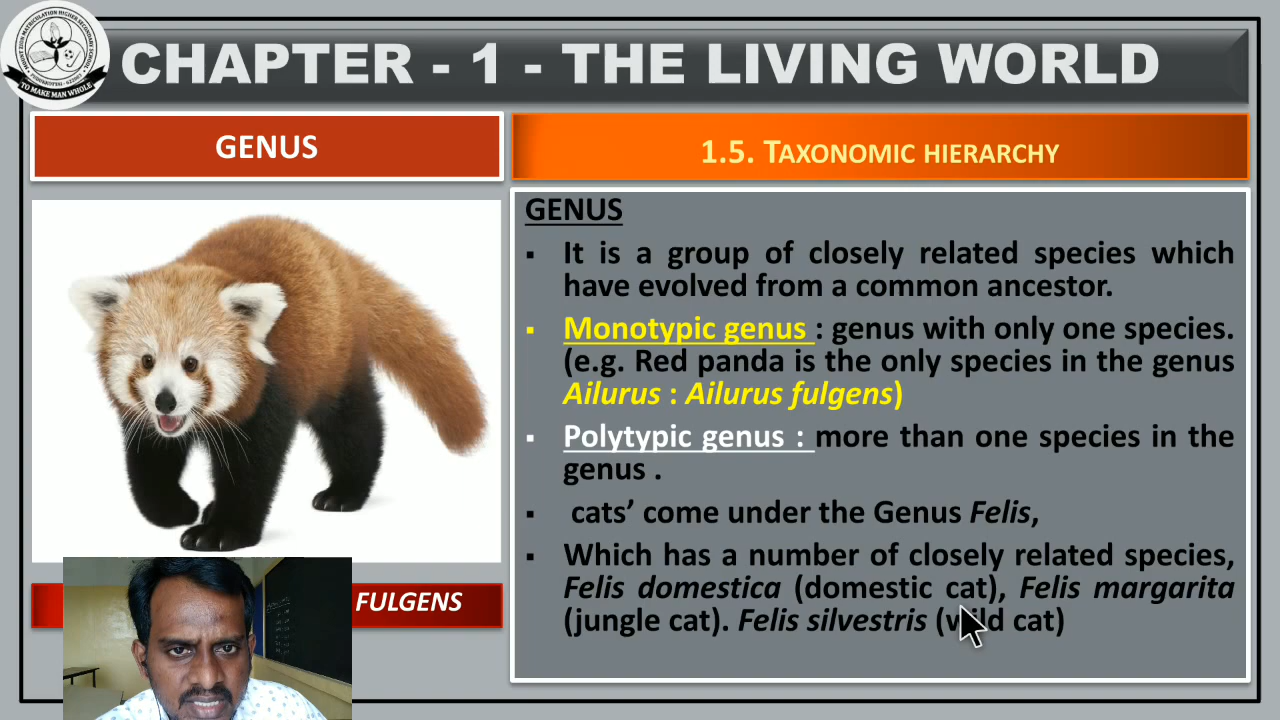 CHAPTER - 1 - THE LIVING WORLD
TO MAKE MAN WHOLE
GENUS
1.5. TAXONOMIC HIERARCHY
GENUS
▪ It is a group of closely related species which
have evolved from a common ancestor.
▪ Monotypic genus : genus with only one species.
(e.g. Red panda is the only species in the genus
Ailurus : Ailurus fulgens)
▪ Polytypic genus : more than one species in the
genus .
▪ cats’ come under the Genus Felis,
▪ Which has a number of closely related species,
Felis domestica (domestic cat), Felis margarita
(jungle cat). Felis silvestris (wild cat)
FULGENS